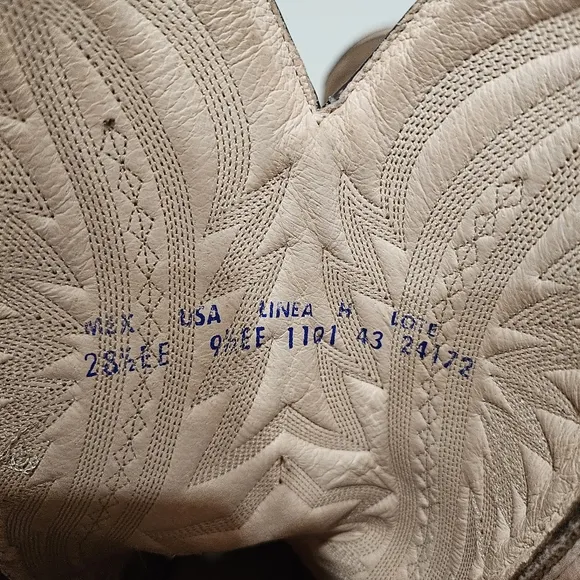 MEX. USA LINEA H LOTE
28½EE 9½EE 1101 43 24172